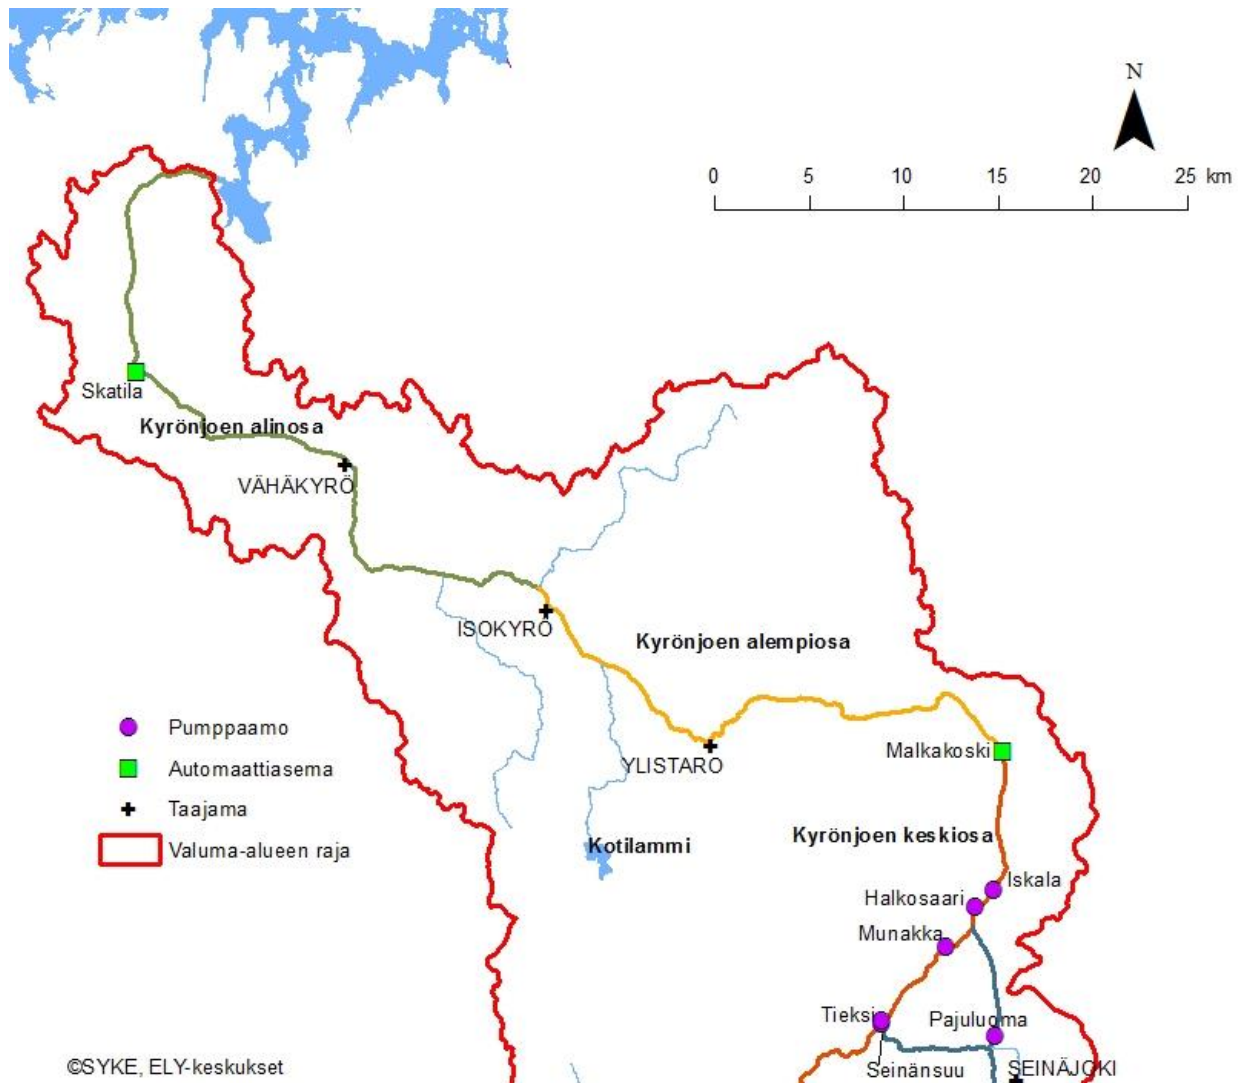 N
0 5 10 15 20 25 km
Skatila
Kyrönjoen alinosa
VÄHÄKYRÖ
ISOKYRÖ
Kyrönjoen alempiosa
Pumppaamo
Automaattiasema
Taajama
Valuma-alueen raja
YLISTARO
Malkakoski
Kyrönjoen keskiosa
Kotilammi
Iskala
Halkosaari
Munakka
Tieksi
Pajuluoma
Seinänsuu
SEINÄJOKI
©SYKE, ELY-keskukset